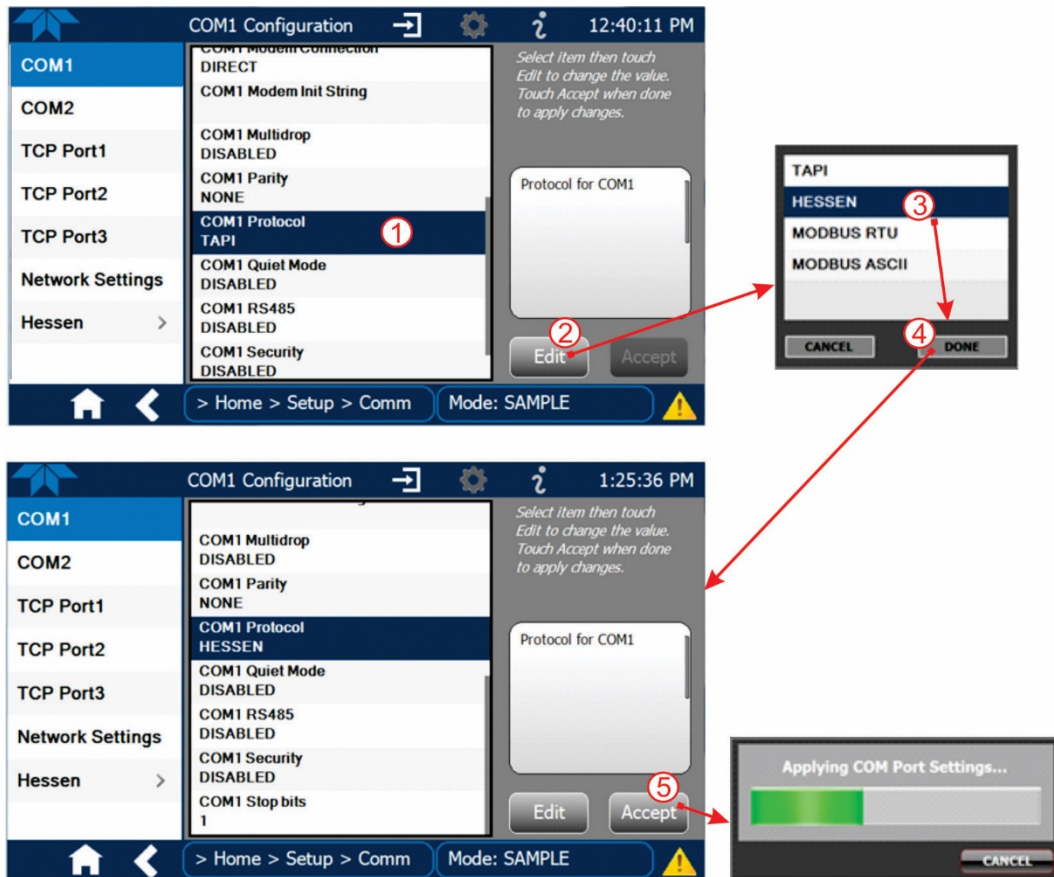 COM1 Configuration
12:40:11 PM
COM1
COM2
TCP Port1
TCP Port2
TCP Port3
Network Settings
Hessen >
COM1 Modem Connection
DIRECT
COM1 Modem Init String
COM1 Multidrop
DISABLED
COM1 Parity
NONE
COM1 Protocol
TAPI
1
COM1 Quiet Mode
DISABLED
COM1 RS485
DISABLED
COM1 Security
DISABLED
Select item then touch
Edit to change the value.
Touch Accept when done
to apply changes.
Protocol for COM1
2
Edit
Accept
> Home > Setup > Comm
Mode: SAMPLE
TAPI
HESSEN
3
MODBUS RTU
MODBUS ASCII
4
CANCEL
DONE
COM1 Configuration
1:25:36 PM
COM1
COM2
TCP Port1
TCP Port2
TCP Port3
Network Settings
Hessen >
COM1 Multidrop
DISABLED
COM1 Parity
NONE
COM1 Protocol
HESSEN
COM1 Quiet Mode
DISABLED
COM1 RS485
DISABLED
COM1 Security
DISABLED
COM1 Stop bits
1
Select item then touch
Edit to change the value.
Touch Accept when done
to apply changes.
Protocol for COM1
5
Edit
Accept
> Home > Setup > Comm
Mode: SAMPLE
Applying COM Port Settings...
CANCEL